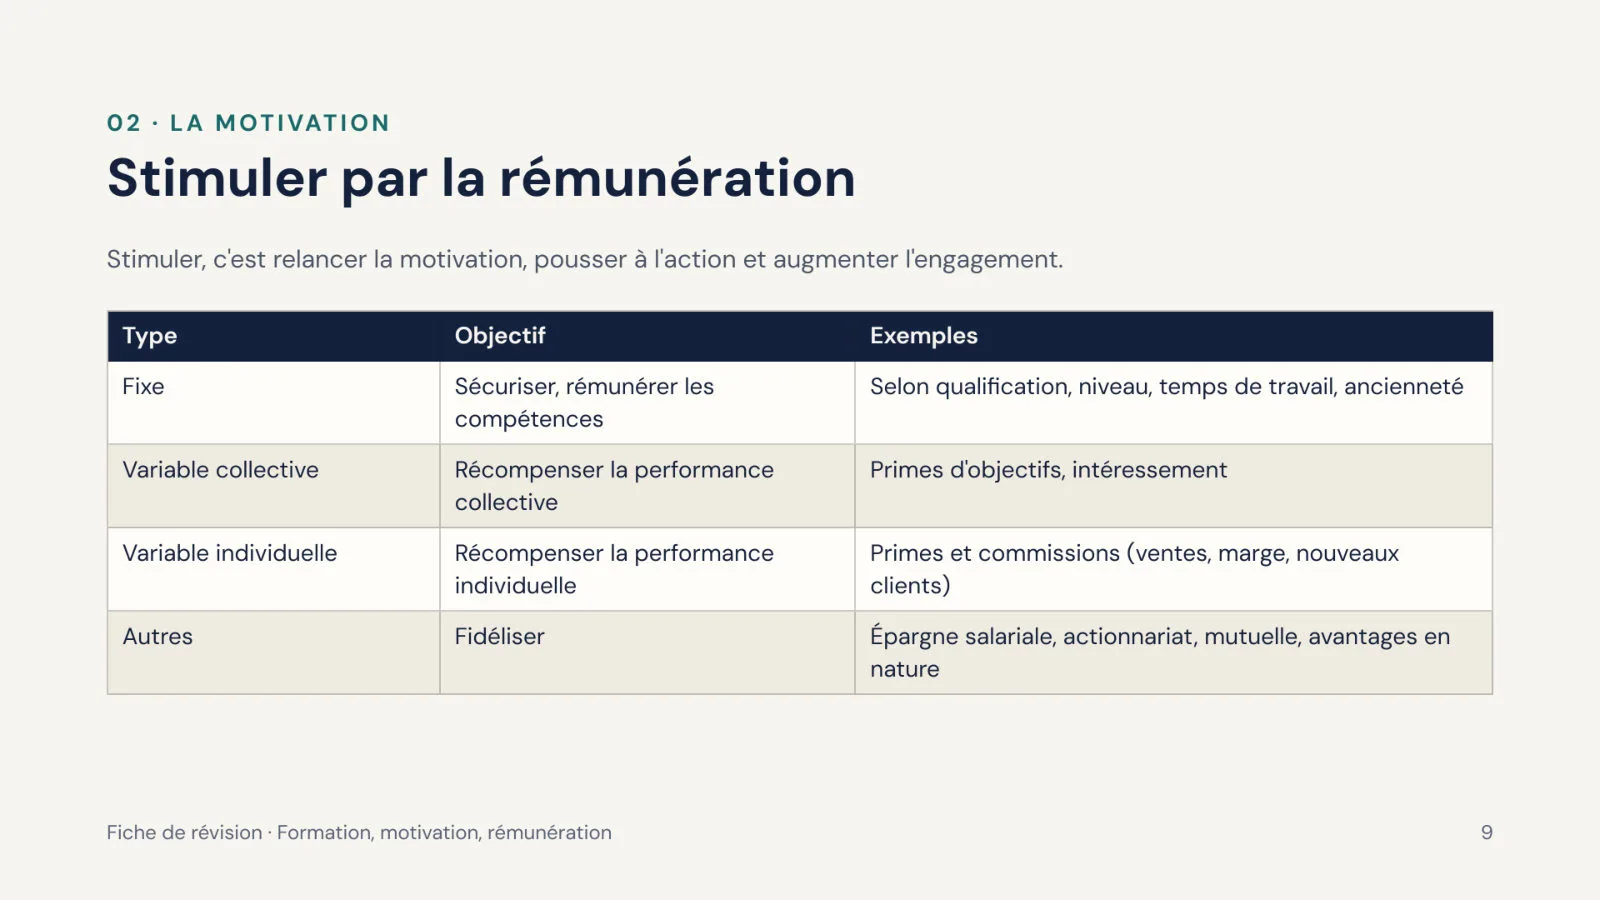 02 · LA MOTIVATION
Stimuler par la rémunération
Stimuler, c'est relancer la motivation, pousser à l'action et augmenter l'engagement.
Type Objectif Exemples
Fixe Sécuriser, rémunérer les Selon qualification, niveau, temps de travail, ancienneté
compétences
Variable collective Récompenser la performance Primes d'objectifs, intéressement
collective
Variable individuelle Récompenser la performance Primes et commissions (ventes, marge, nouveaux
individuelle clients)
Autres Fidéliser Épargne salariale, actionnariat, mutuelle, avantages en
nature
Fiche de révision · Formation, motivation, rémunération 9